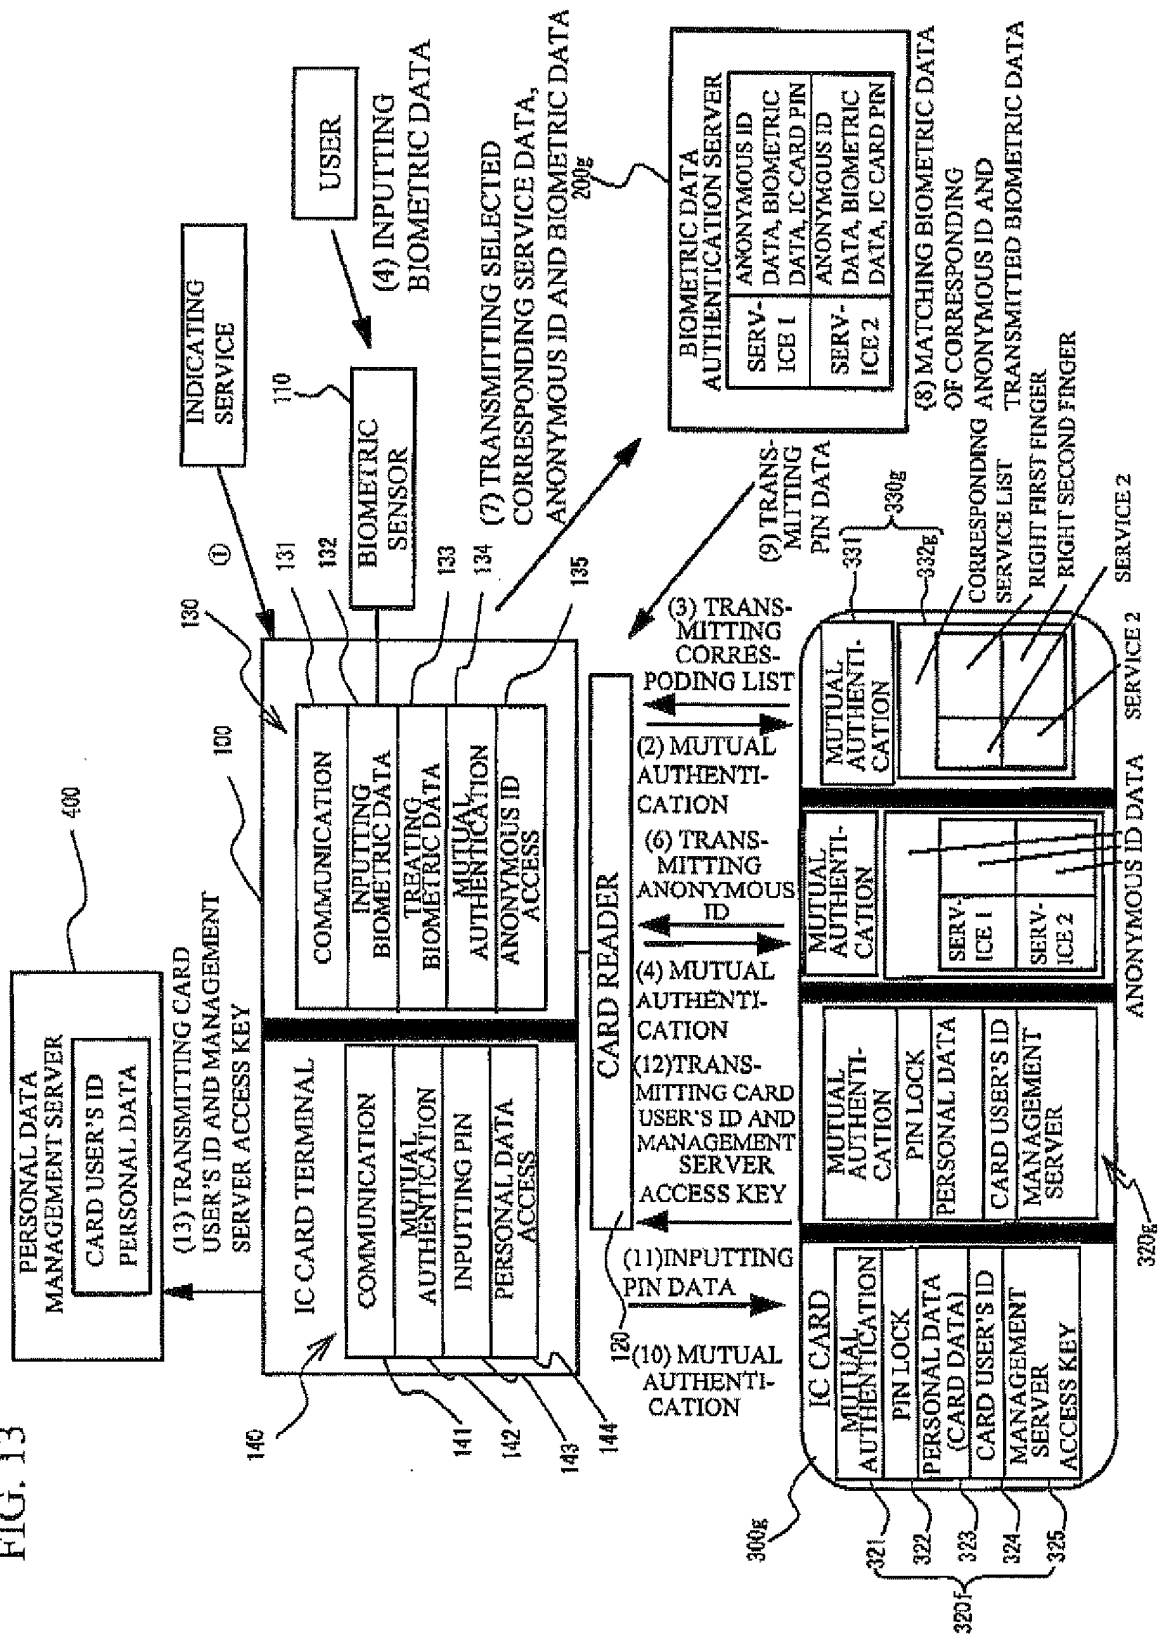 FIG. 13
PERSONAL DATA
MANAGEMENT SERVER
CARD USER'S ID
PERSONAL DATA
400
(13) TRANSMITTING CARD
USER'S ID AND MANAGEMENT
SERVER ACCESS KEY
100
INDICATING
SERVICE
①
USER
(4) INPUTTING
BIOMETRIC DATA
110
BIOMETRIC
SENSOR
IC CARD TERMINAL
140
COMMUNICATION
MUTUAL
AUTHENTICATION
INPUTTING PIN
PERSONAL DATA
ACCESS
141
142
143
144
130
131
132
133
134
135
COMMUNICATION
INPUTTING
BIOMETRIC DATA
TREATING
BIOMETRIC DATA
MUTUAL
AUTHENTICATION
ANONYMOUS ID
ACCESS
(7) TRANSMITTING SELECTED
CORRESPONDING SERVICE DATA,
ANONYMOUS ID AND BIOMETRIC DATA
200g
BIOMETRIC DATA
AUTHENTICATION SERVER
SERV-
ICE 1
ANONYMOUS ID
DATA, BIOMETRIC
DATA, IC CARD PIN
SERV-
ICE 2
ANONYMOUS ID
DATA, BIOMETRIC
DATA, IC CARD PIN
(8) MATCHING BIOMETRIC DATA
OF CORRESPONDING
ANONYMOUS ID AND
TRANSMITTED BIOMETRIC DATA
(9) TRANS-
MITTING
PIN DATA
CARD READER
120
(10) MUTUAL
AUTHENTI-
CATION
(11)INPUTTING
PIN DATA
(12)TRANS-
MITTING CARD
USER'S ID AND
MANAGEMENT
SERVER
ACCESS KEY
(4) MUTUAL
AUTHENTI-
CATION
(6) TRANS-
MITTING
ANONYMOUS
ID
(2) MUTUAL
AUTHENTI-
CATION
(3) TRANS-
MITTING
CORRES-
PODING LIST
300g
IC CARD
MUTUAL
AUTHENTICATION
PIN LOCK
PERSONAL DATA
(CARD DATA)
CARD USER'S ID
MANAGEMENT
SERVER
ACCESS KEY
321
322
323
324
325
320f
MUTUAL
AUTHENTI-
CATION
PIN LOCK
PERSONAL DATA
CARD USER'S ID
MANAGEMENT
SERVER
320g
MUTUAL
AUTHENTI-
CATION
SERV-
ICE 1
SERV-
ICE 2
ANONYMOUS ID DATA
MUTUAL
AUTHENTI-
CATION
331
332g
330g
CORRESPONDING
SERVICE LIST
RIGHT FIRST FINGER
RIGHT SECOND FINGER
SERVICE 2
SERVICE 2